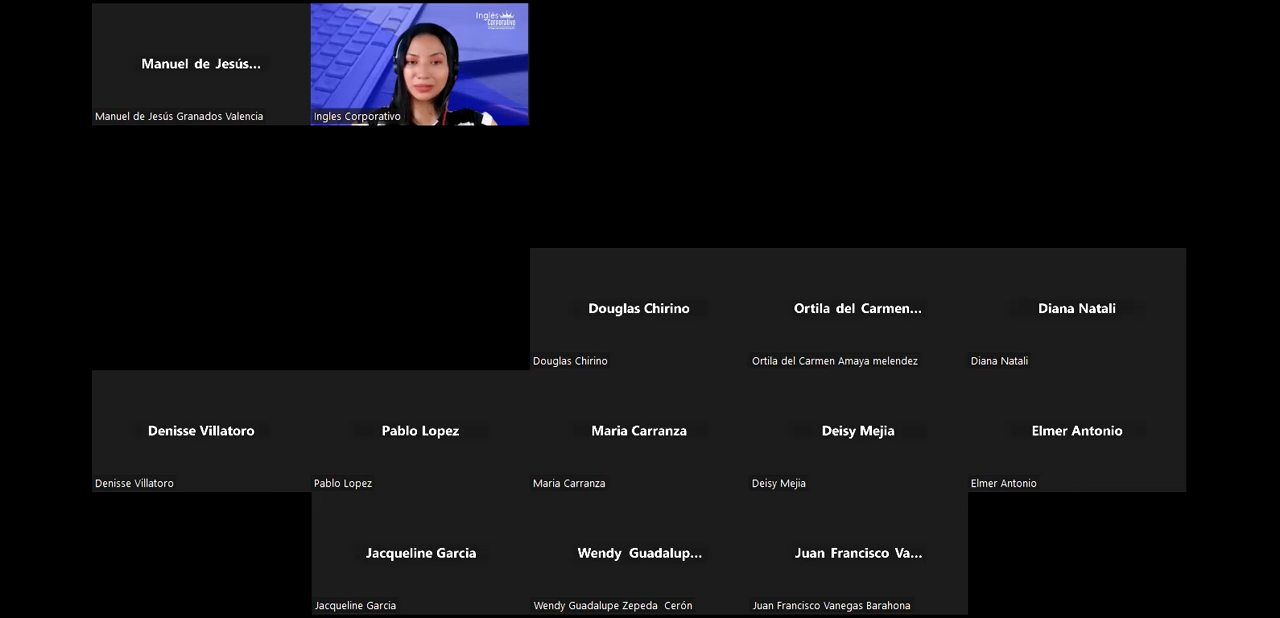 Manuel de Jesús...
Manuel de Jesús Granados Valencia
Inglés
Corporativo
Ingles Corporativo
Douglas Chirino
Douglas Chirino
Ortila del Carmen...
Ortila del Carmen Amaya melendez
Diana Natali
Diana Natali
Denisse Villatoro
Denisse Villatoro
Pablo Lopez
Pablo Lopez
Maria Carranza
Maria Carranza
Deisy Mejia
Deisy Mejia
Elmer Antonio
Elmer Antonio
Jacqueline Garcia
Jacqueline Garcia
Wendy Guadalup...
Wendy Guadalupe Zepeda Cerón
Juan Francisco Va...
Juan Francisco Vanegas Barahona